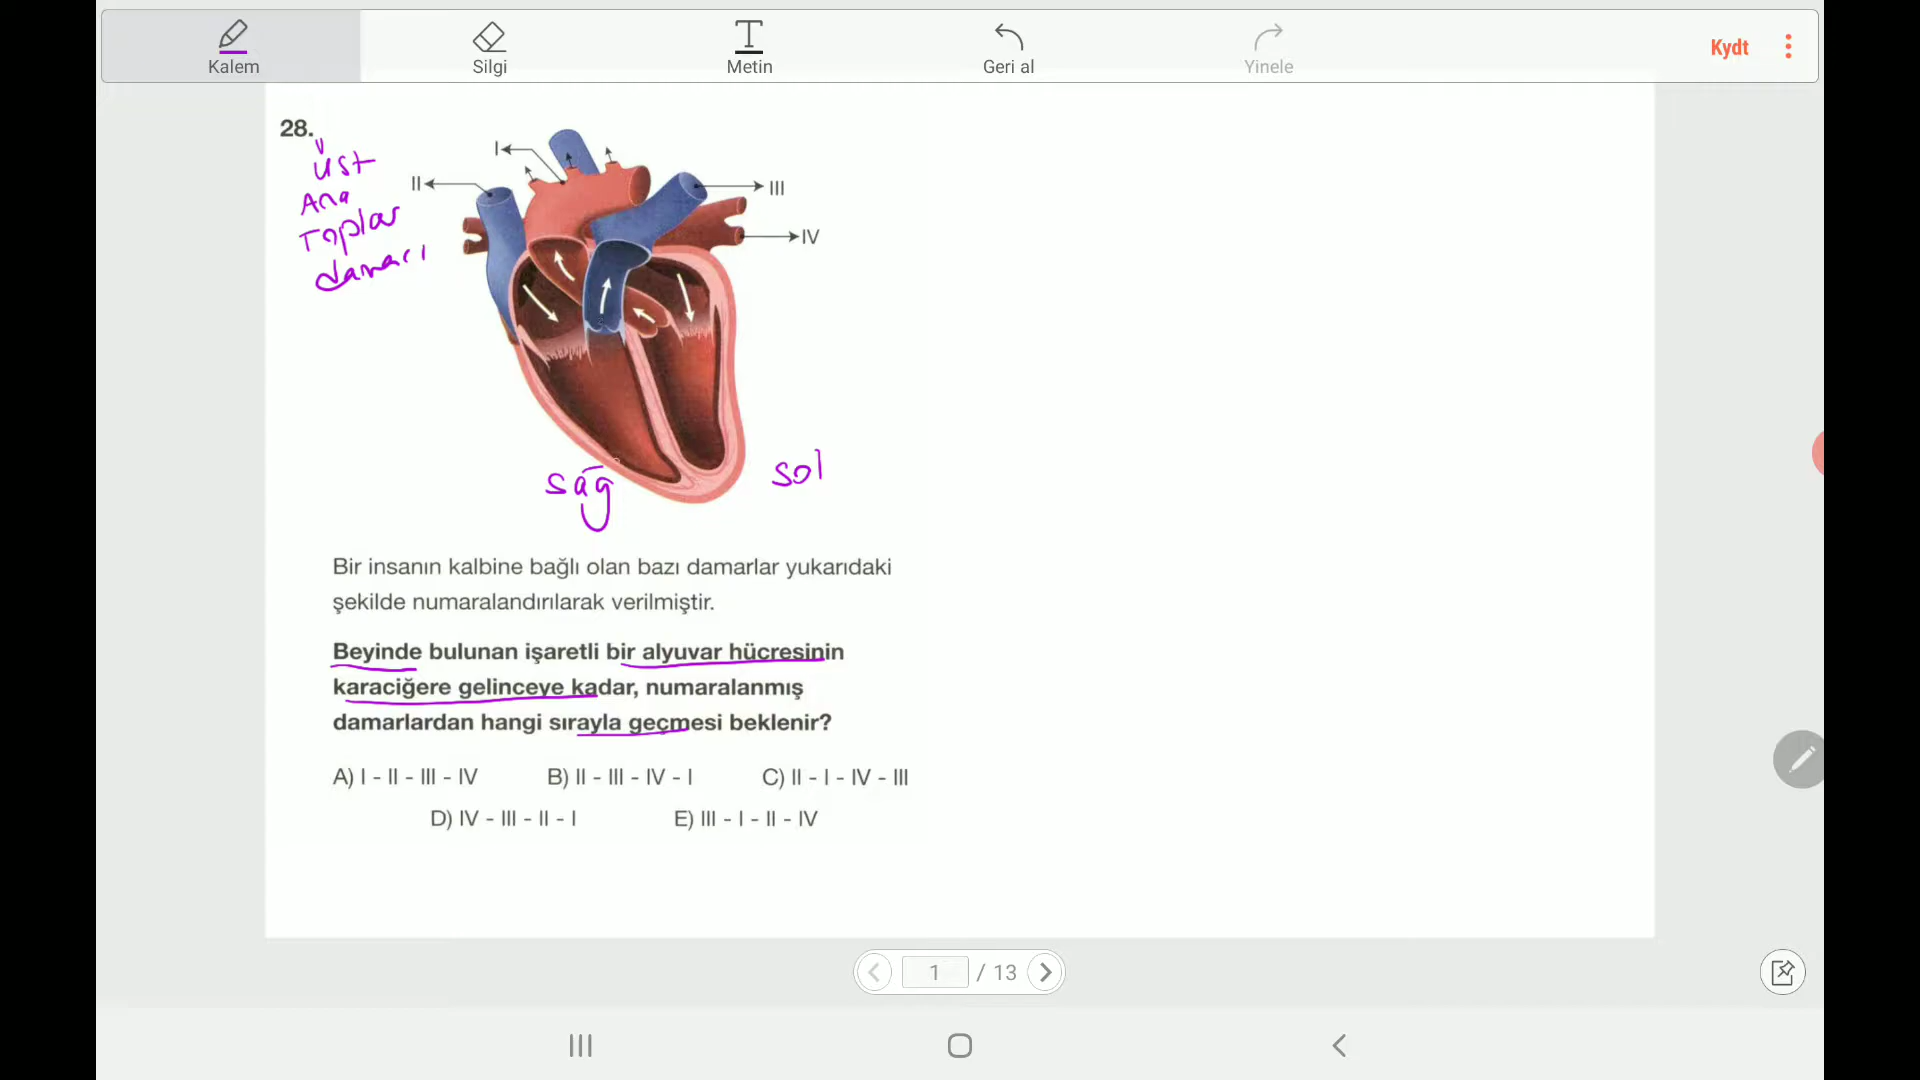 Kalem
Silgi
Metin
Geri al
Yinele
Kydt
28.
üst
Ana
Toplar
damarı
I
II
III
IV
sağ
sol
Bir insanın kalbine bağlı olan bazı damarlar yukarıdaki
şekilde numaralandırılarak verilmiştir.
Beyinde bulunan işaretli bir alyuvar hücresinin
karaciğere gelinceye kadar, numaralanmış
damarlardan hangi sırayla geçmesi beklenir?
A) I - II - III - IV B) II - III - IV - I C) II - I - IV - III
D) IV - III - II - I E) III - I - II - IV
1 / 13